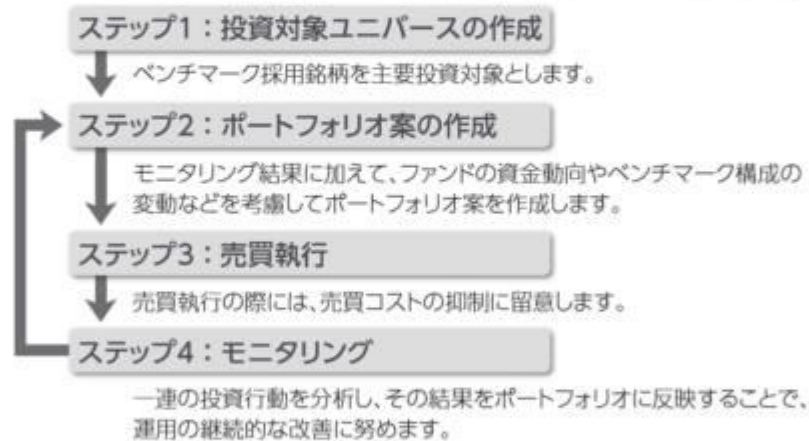 ステップ1：投資対象ユニバースの作成
ベンチマーク採用銘柄を主要投資対象とします。
ステップ2：ポートフォリオ案の作成
モニタリング結果に加えて、ファンドの資金動向やベンチマーク構成の
変動などを考慮してポートフォリオ案を作成します。
ステップ3：売買執行
売買執行の際には、売買コストの抑制に留意します。
ステップ4：モニタリング
一連の投資行動を分析し、その結果をポートフォリオに反映することで、
運用の継続的な改善に努めます。